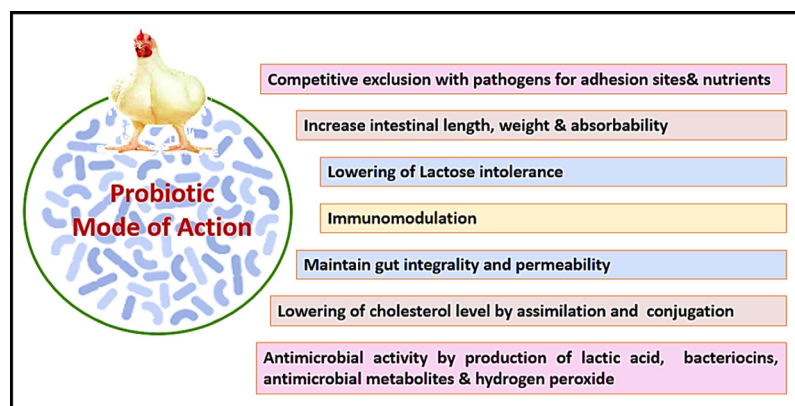 Probiotic
Mode of Action
Competitive exclusion with pathogens for adhesion sites& nutrients
Increase intestinal length, weight & absorbability
Lowering of Lactose intolerance
Immunomodulation
Maintain gut integrality and permeability
Lowering of cholesterol level by assimilation and conjugation
Antimicrobial activity by production of lactic acid, bacteriocins,
antimicrobial metabolites & hydrogen peroxide